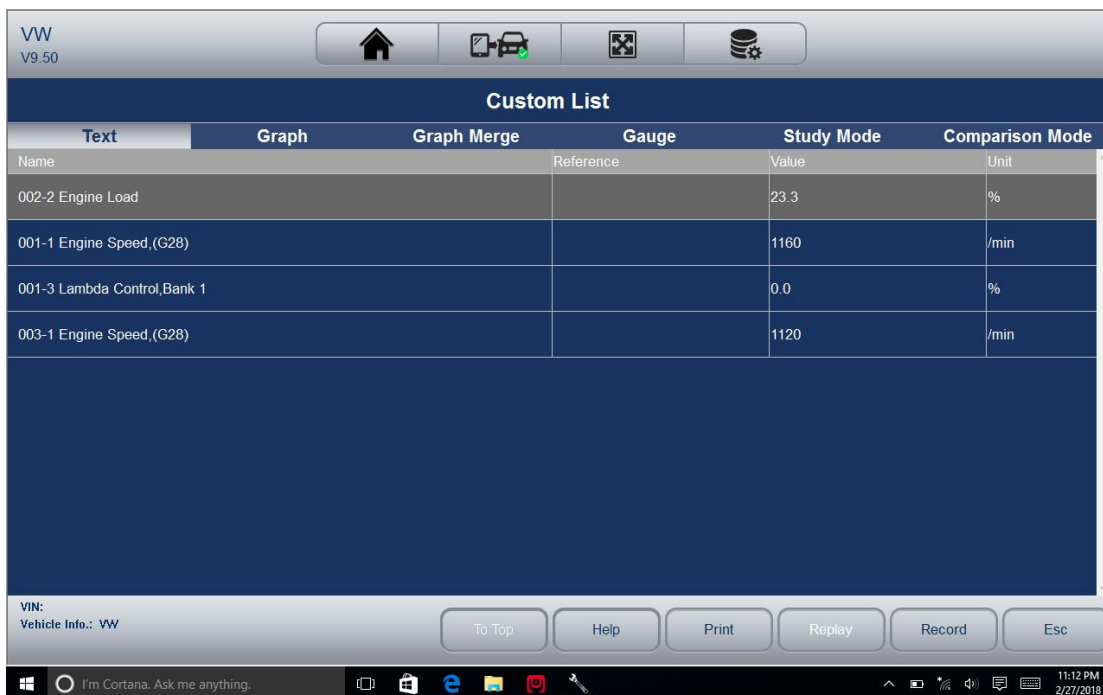 VW
V9.50
Custom List
Text Graph Graph Merge Gauge Study Mode Comparison Mode
Name Reference Value Unit
002-2 Engine Load 23.3 %
001-1 Engine Speed,(G28) 1160 /min
001-3 Lambda Control,Bank 1 0.0 %
003-1 Engine Speed,(G28) 1120 /min
VIN:
Vehicle Info.: VW
To Top Help Print Replay Record Esc
I'm Cortana. Ask me anything.
11:12 PM
2/27/2018